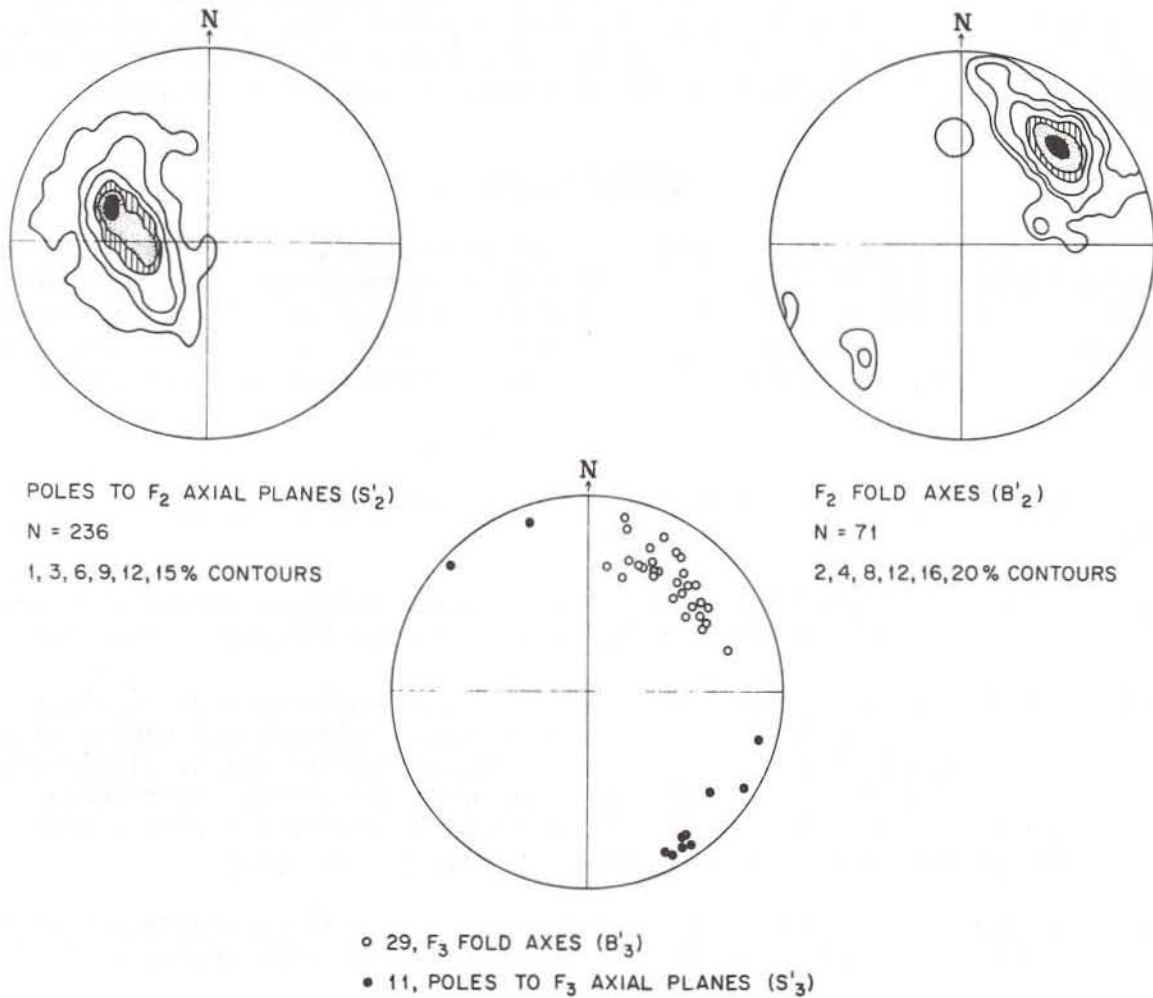 N
N
POLES TO F₂ AXIAL PLANES (S'₂)
N = 236
1, 3, 6, 9, 12, 15% CONTOURS
F₂ FOLD AXES (B'₂)
N = 71
2, 4, 8, 12, 16, 20% CONTOURS
N
○ 29, F₃ FOLD AXES (B'₃)
● 11, POLES TO F₃ AXIAL PLANES (S'₃)